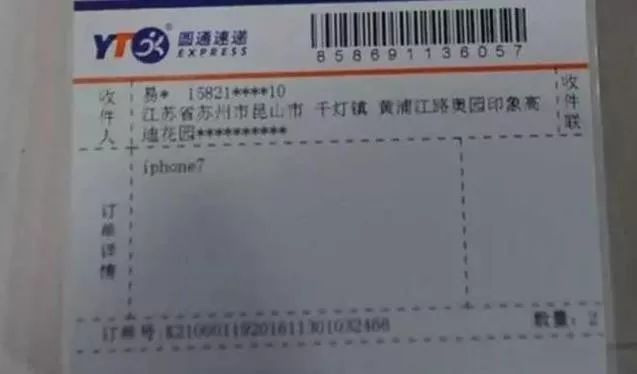 YTO 圆通速递
EXPRESS
858691136057
收件人
易* 15821****10
江苏省苏州市昆山市 千灯镇 黄浦江路奥园印象高
迪花园**********
收件联
订单详情
iphone7
订单号:K21000119201611301032466
数量: 2